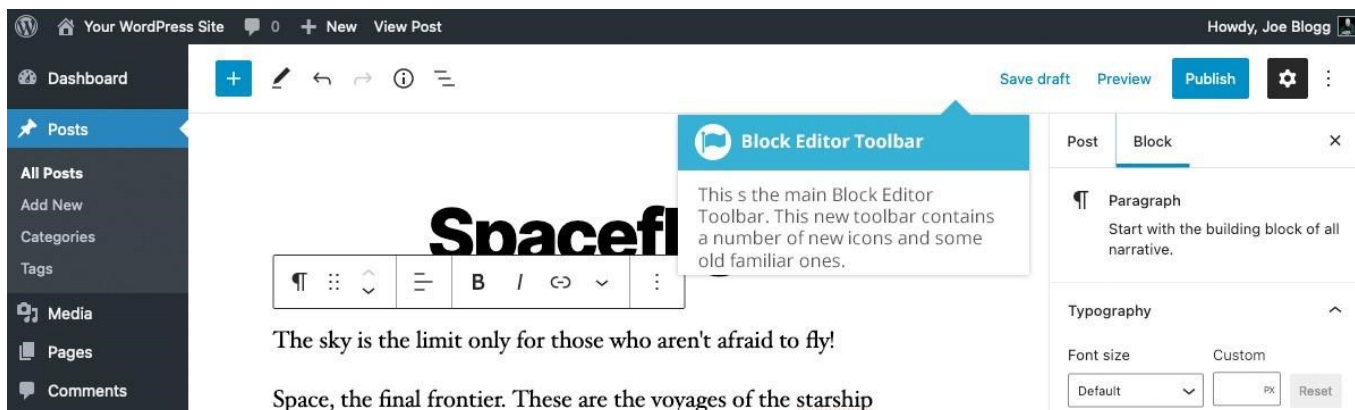 Your WordPress Site 0 New View Post Howdy, Joe Blogg
Dashboard
Save draft Preview Publish
Posts
All Posts
Add New
Categories
Tags
Media
Pages
Comments
Block Editor Toolbar
This s the main Block Editor
Toolbar. This new toolbar contains
a number of new icons and some
old familiar ones.
B I
The sky is the limit only for those who aren't afraid to fly!
Space, the final frontier. These are the voyages of the starship
Post Block
Paragraph
Start with the building block of all
narrative.
Typography
Font size Custom
Default PX Reset